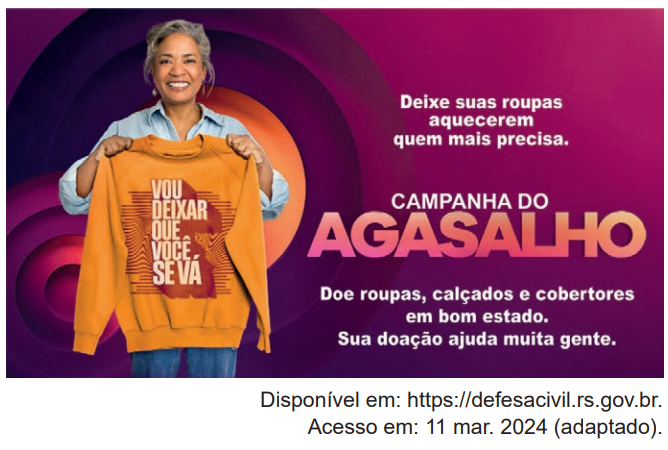 VOU
DEIXAR
QUE
VOCÊ
SE VÁ
Deixe suas roupas
aquecerem
quem mais precisa.
CAMPANHA DO
AGASALHO
Doe roupas, calçados e cobertores
em bom estado.
Sua doação ajuda muita gente.
Disponível em: https://defesacivil.rs.gov.br.
Acesso em: 11 mar. 2024 (adaptado).